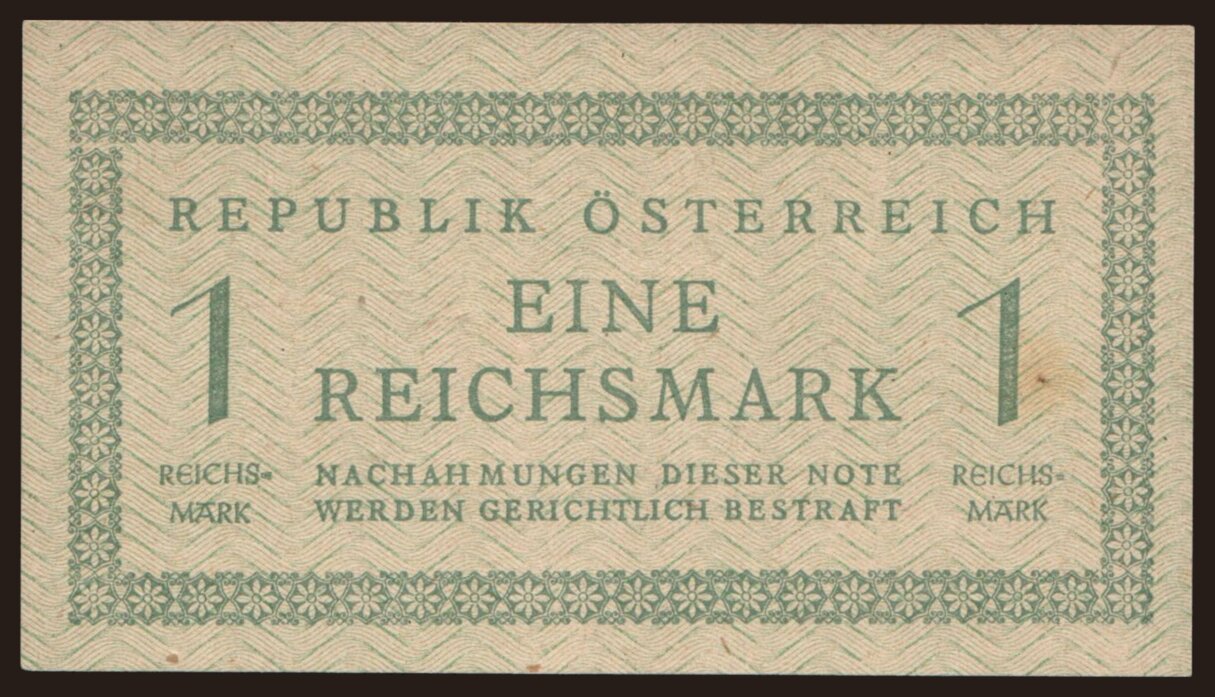 REPUBLIK ÖSTERREICH
1
EINE
REICHSMARK
1
REICHS=
MARK
NACHAHMUNGEN DIESER NOTE
WERDEN GERICHTLICH BESTRAFT
REICHS=
MARK